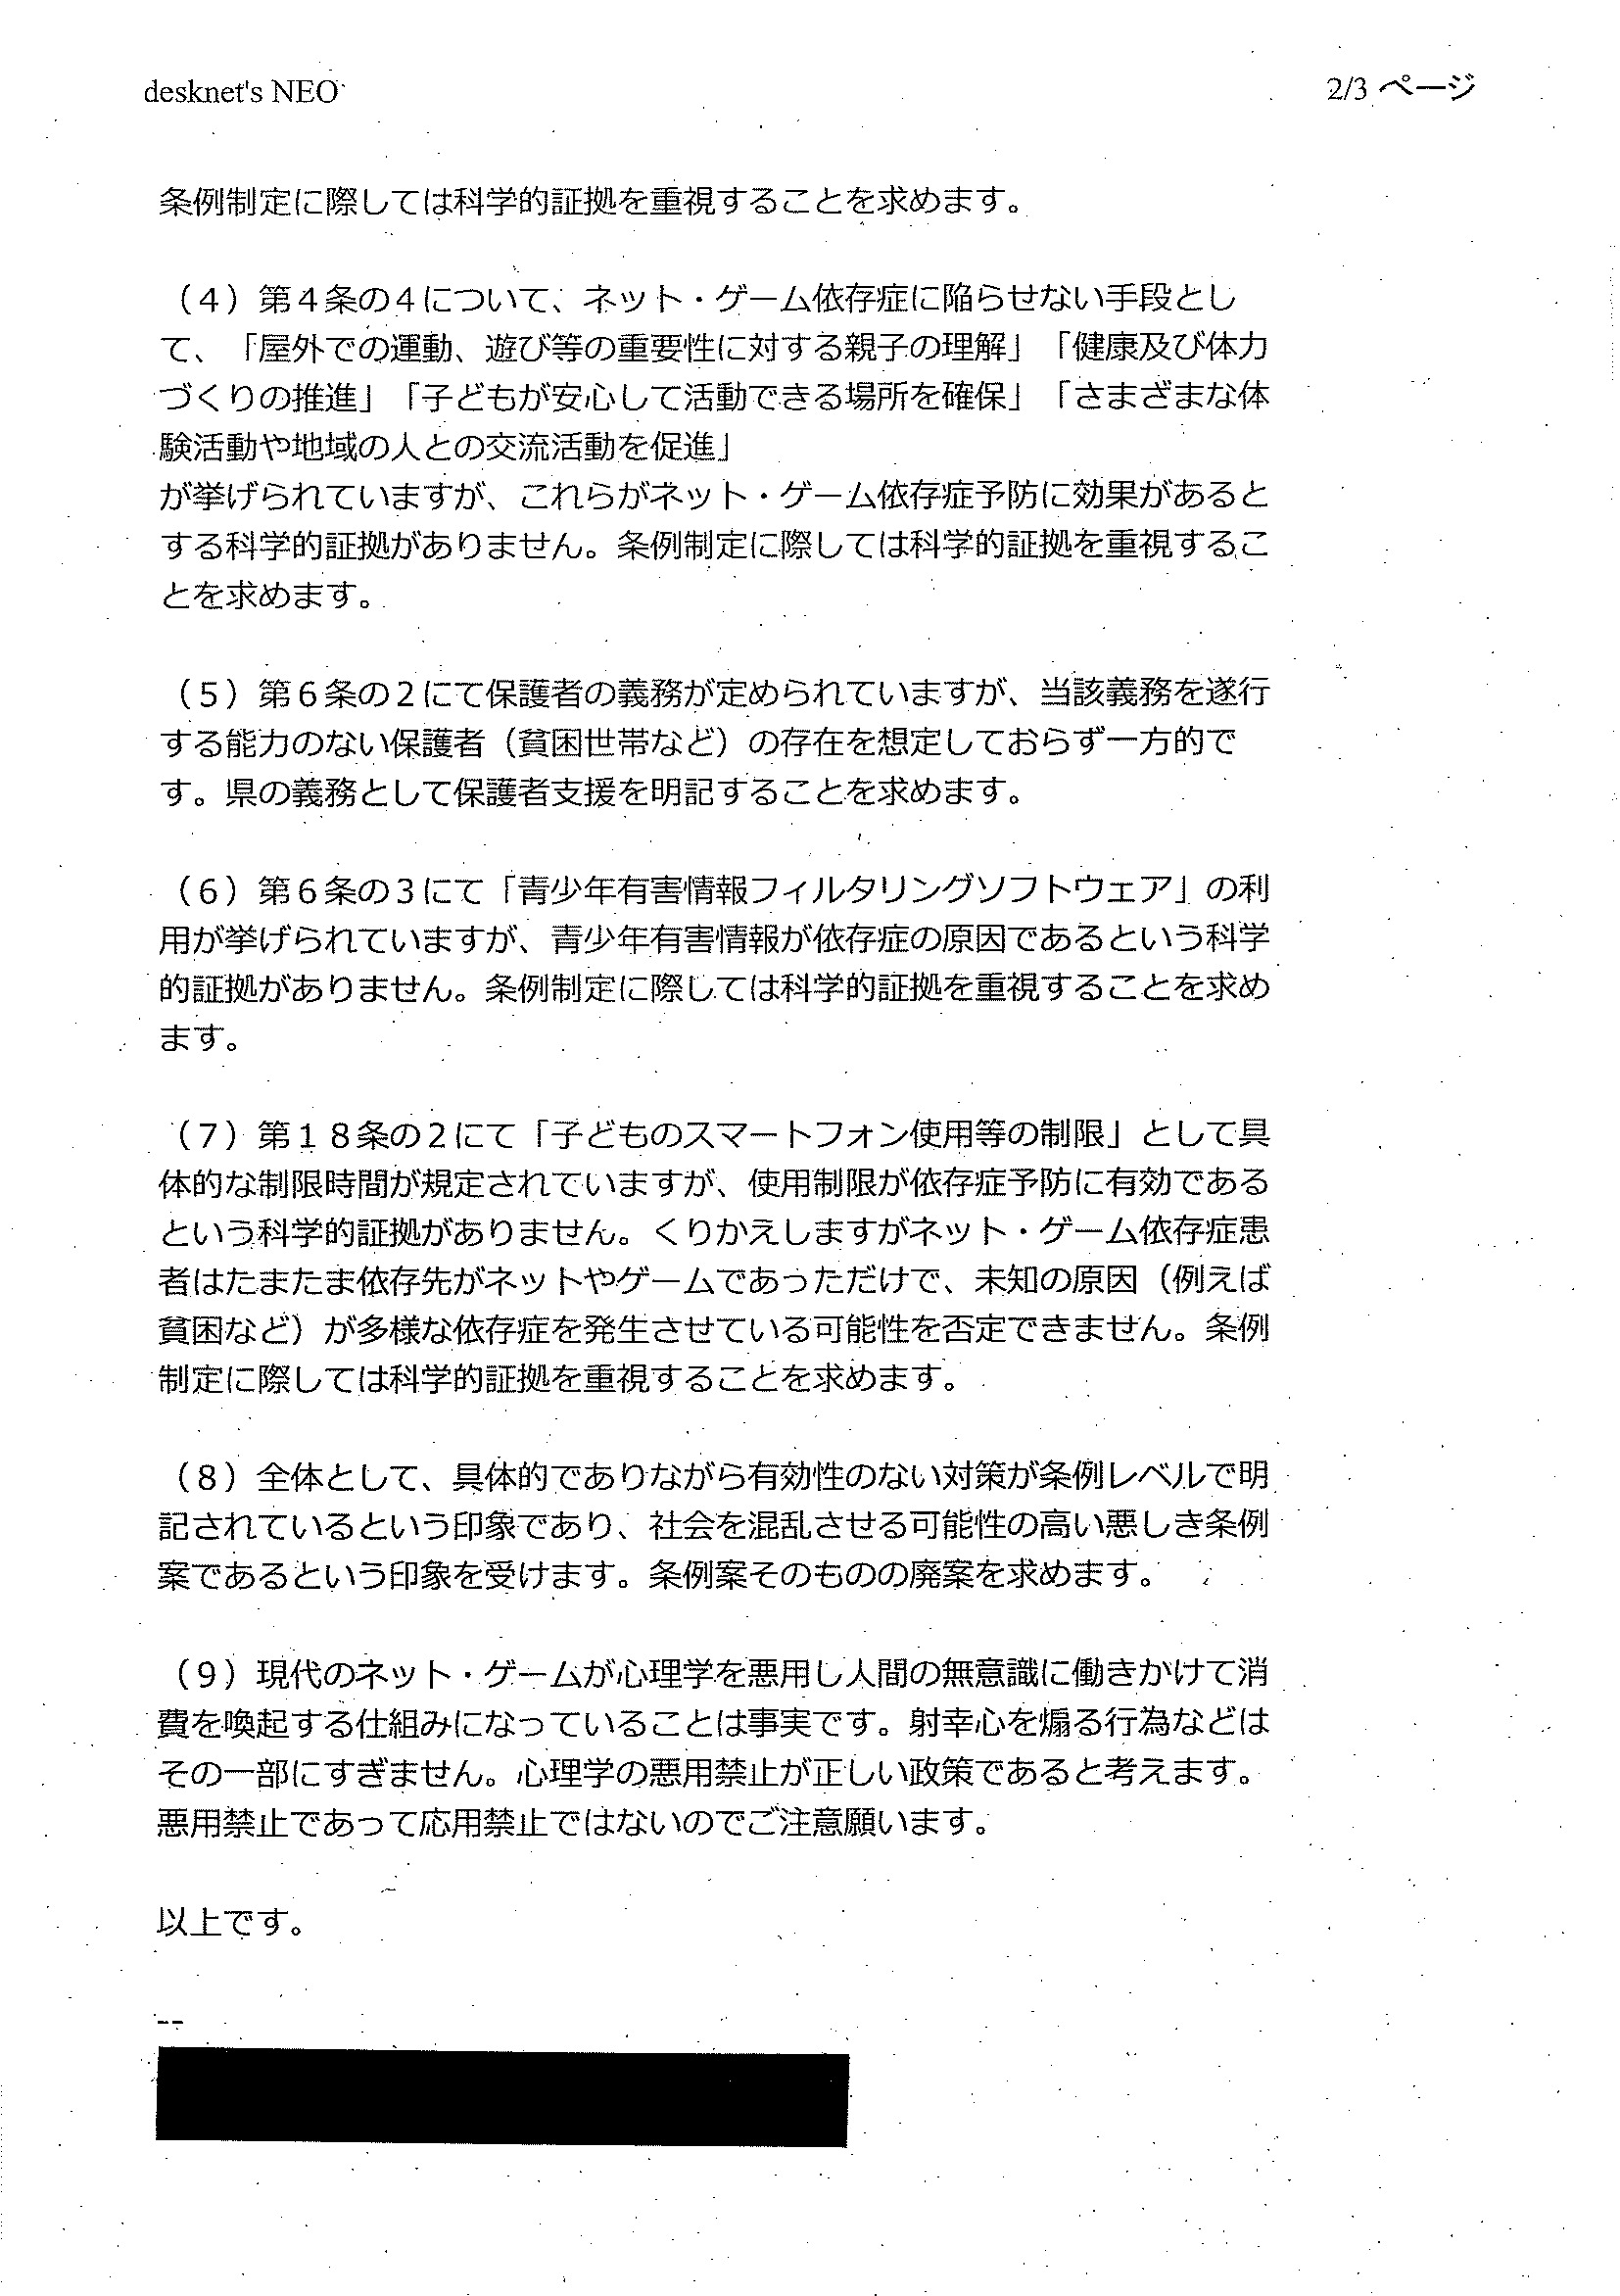 desknet's NEO
2/3 ページ
条例制定に際しては科学的証拠を重視することを求めます。
（４）第４条の４について、ネット・ゲーム依存症に陥らせない手段とし
て、「屋外での運動、遊び等の重要性に対する親子の理解」「健康及び体力
づくりの推進」「子どもが安心して活動できる場所を確保」「さまざまな体
験活動や地域の人との交流活動を促進」
が挙げられていますが、これらがネット・ゲーム依存症予防に効果があると
する科学的証拠がありません。条例制定に際しては科学的証拠を重視するこ
とを求めます。
（５）第６条の２にて保護者の義務が定められていますが、当該義務を遂行
する能力のない保護者（貧困世帯など）の存在を想定しておらず一方的で
す。県の義務として保護者支援を明記することを求めます。
（６）第６条の３にて「青少年有害情報フィルタリングソフトウェア」の利
用が挙げられていますが、青少年有害情報が依存症の原因であるという科学
的証拠がありません。条例制定に際しては科学的証拠を重視することを求め
ます。
（７）第１８条の２にて「子どものスマートフォン使用等の制限」として具
体的な制限時間が規定されていますが、使用制限が依存症予防に有効である
という科学的証拠がありません。くりかえしますがネット・ゲーム依存症患
者はたまたま依存先がネットやゲームであっただけで、未知の原因（例えば
貧困など）が多様な依存症を発生させている可能性を否定できません。条例
制定に際しては科学的証拠を重視することを求めます。
（８）全体として、具体的でありながら有効性のない対策が条例レベルで明
記されているという印象であり、社会を混乱させる可能性の高い悪しき条例
案であるという印象を受けます。条例案そのものの廃案を求めます。
（９）現代のネット・ゲームが心理学を悪用し人間の無意識に働きかけて消
費を喚起する仕組みになっていることは事実です。射幸心を煽る行為などは
その一部にすぎません。心理学の悪用禁止が正しい政策であると考えます。
悪用禁止であって応用禁止ではないのでご注意願います。
以上です。
--